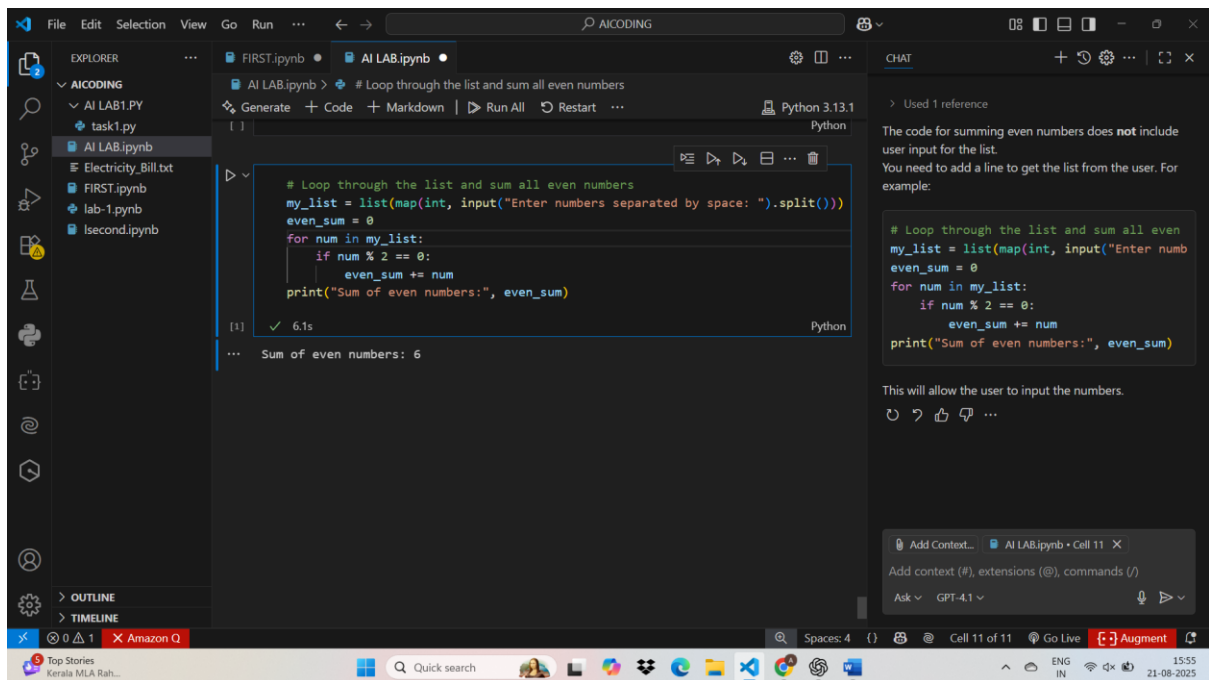 File Edit Selection View Go Run ··· AICODING
EXPLORER ···
AICODING
AI LAB1.PY
task1.py
AI LAB.ipynb
Electricity_Bill.txt
FIRST.ipynb
lab-1.pynb
lsecond.ipynb
OUTLINE
TIMELINE
2
FIRST.ipynb AI LAB.ipynb
AI LAB.ipynb > # Loop through the list and sum all even numbers
Generate + Code + Markdown | Run All Restart ··· Python 3.13.1
[ ] Python
# Loop through the list and sum all even numbers
my_list = list(map(int, input("Enter numbers separated by space: ").split()))
even_sum = 0
for num in my_list:
if num % 2 == 0:
even_sum += num
print("Sum of even numbers:", even_sum)
[1] ✓ 6.1s Python
··· Sum of even numbers: 6
CHAT
> Used 1 reference
The code for summing even numbers does not include
user input for the list.
You need to add a line to get the list from the user. For
example:
# Loop through the list and sum all even
my_list = list(map(int, input("Enter numb
even_sum = 0
for num in my_list:
if num % 2 == 0:
even_sum += num
print("Sum of even numbers:", even_sum)
This will allow the user to input the numbers.
Add Context... AI LAB.ipynb • Cell 11 ×
Add context (#), extensions (@), commands (/)
Ask GPT-4.1
0 1 Amazon Q Spaces: 4 {} Cell 11 of 11 Go Live Augment
5 Top Stories
Kerala MLA Rah...
Quick search
ENG
IN
15:55
21-08-2025